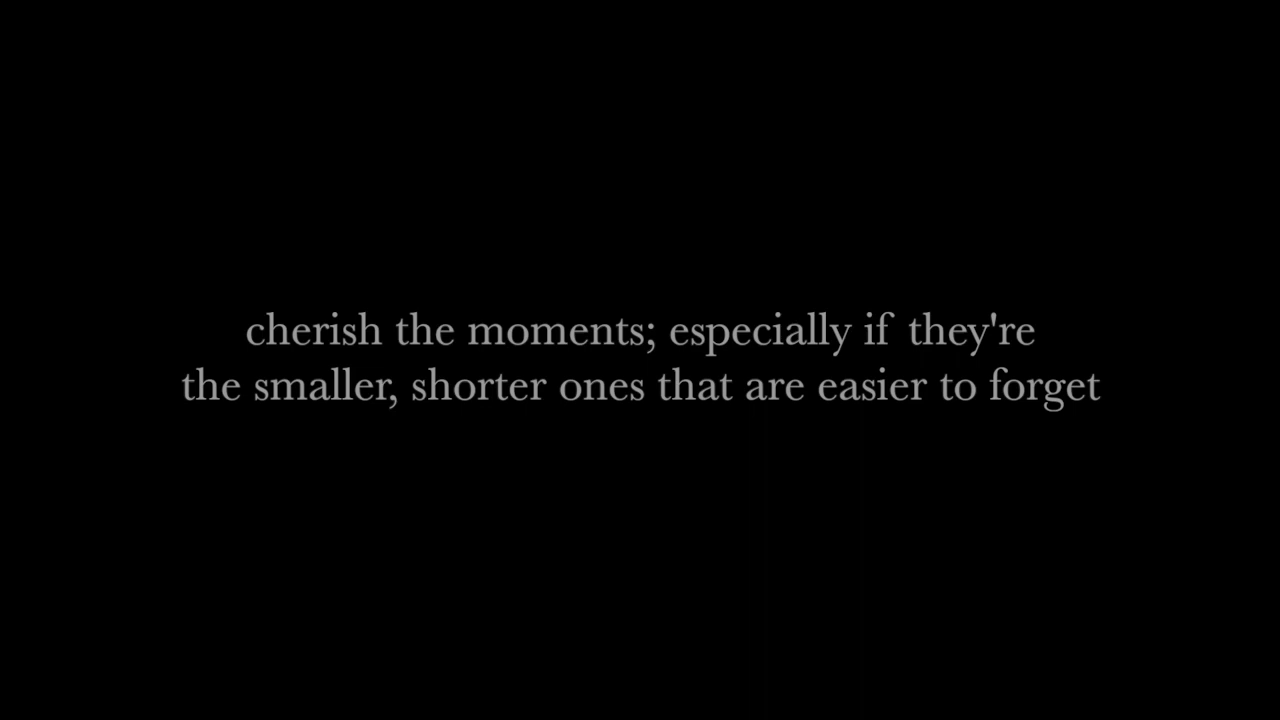 cherish the moments; especially if they're
the smaller, shorter ones that are easier to forget